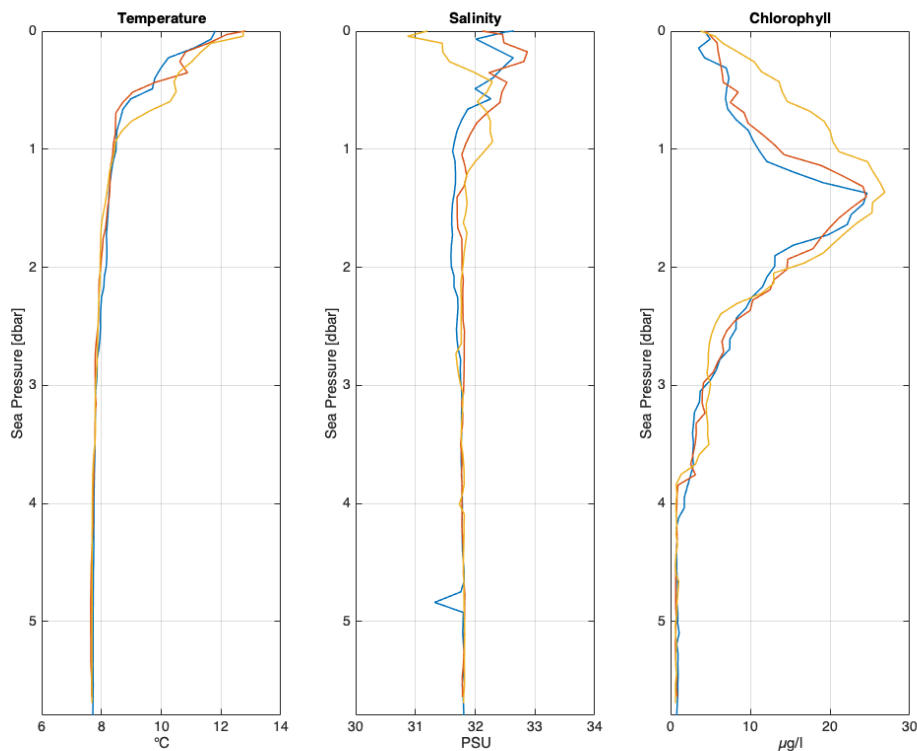 Temperature
Salinity
Chlorophyll
0
1
2
3
4
5
Sea Pressure [dbar]
6 8 10 12 14
°C
0
1
2
3
4
5
Sea Pressure [dbar]
30 31 32 33 34
PSU
0
1
2
3
4
5
Sea Pressure [dbar]
0 10 20 30
µg/l